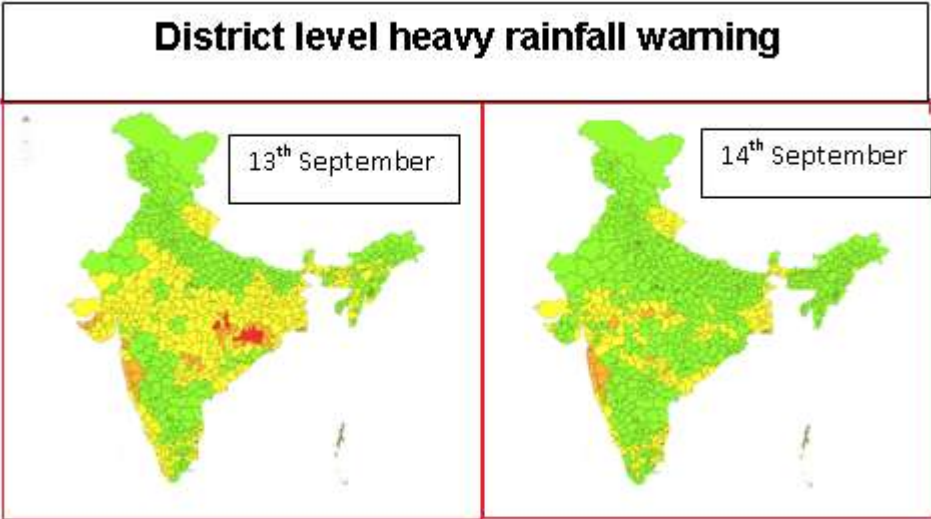 District level heavy rainfall warning
13th September
14th September